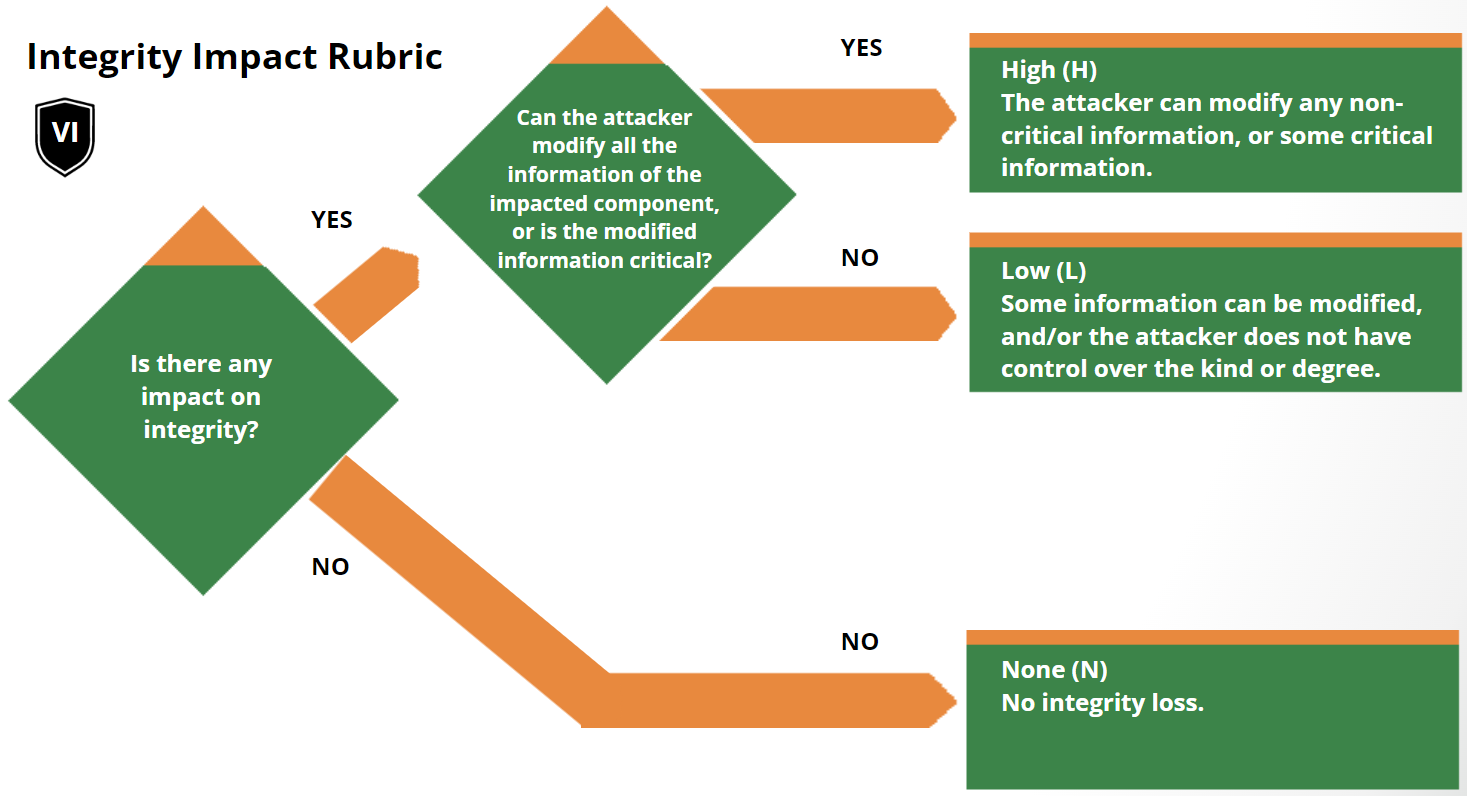 Integrity Impact Rubric
VI
Is there any
impact on
integrity?
YES
NO
Can the attacker
modify all the
information of the
impacted component,
or is the modified
information critical?
YES
High (H)
The attacker can modify any non-
critical information, or some critical
information.
NO
Low (L)
Some information can be modified,
and/or the attacker does not have
control over the kind or degree.
NO
None (N)
No integrity loss.